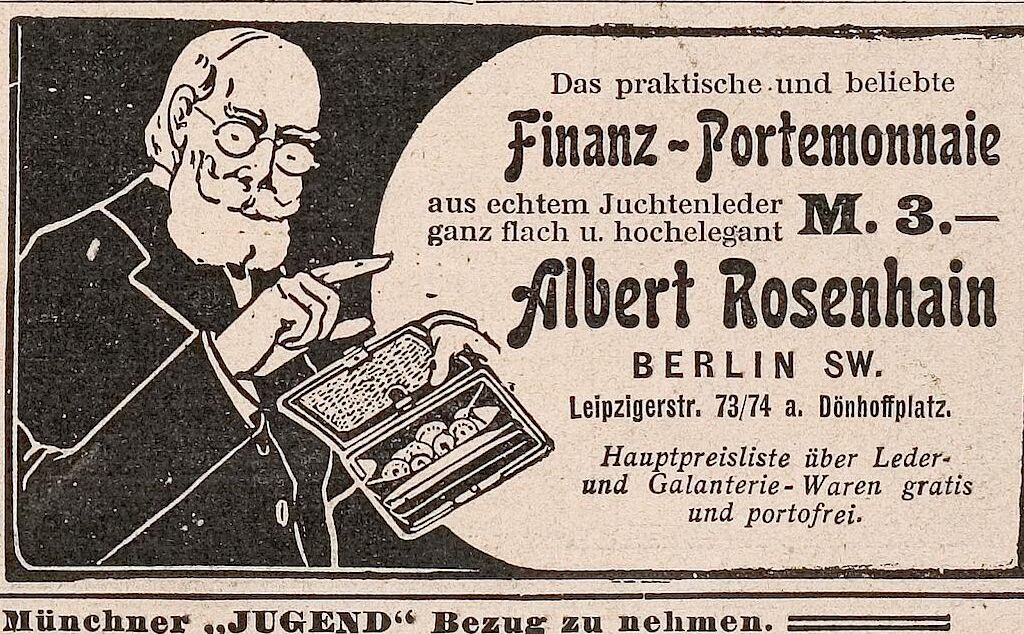 Das praktische und beliebte
Finanz-Portemonnaie
aus echtem Juchtenleder
ganz flach u. hochelegant
M. 3.—
Albert Rosenhain
BERLIN SW.
Leipzigerstr. 73/74 a. Dönhoffplatz.
Hauptpreisliste über Leder-
und Galanterie-Waren gratis
und portofrei.
Münchner „JUGEND“ Bezug zu nehmen.